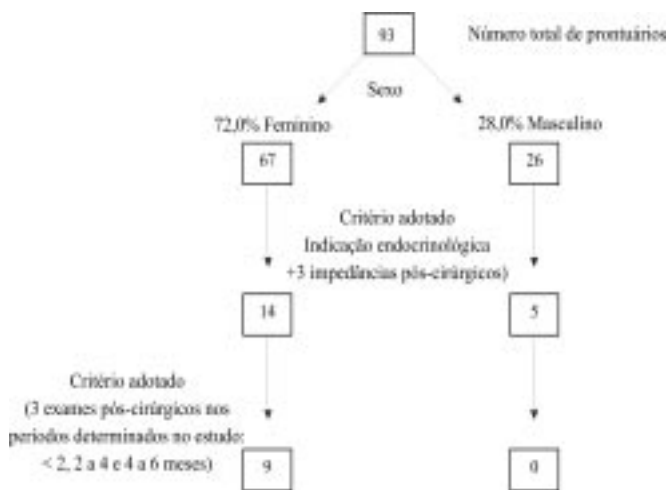 93
Número total de prontuários
Sexo
72,0% Feminino
28,0% Masculino
67
26
Critério adotado
Indicação endocrinológica
+3 impedâncias pós-cirúrgicos)
14
5
Critério adotado
(3 exames pós-cirúrgicos nos
períodos determinados no estudo:
< 2, 2 a 4 e 4 a 6 meses)
9
0